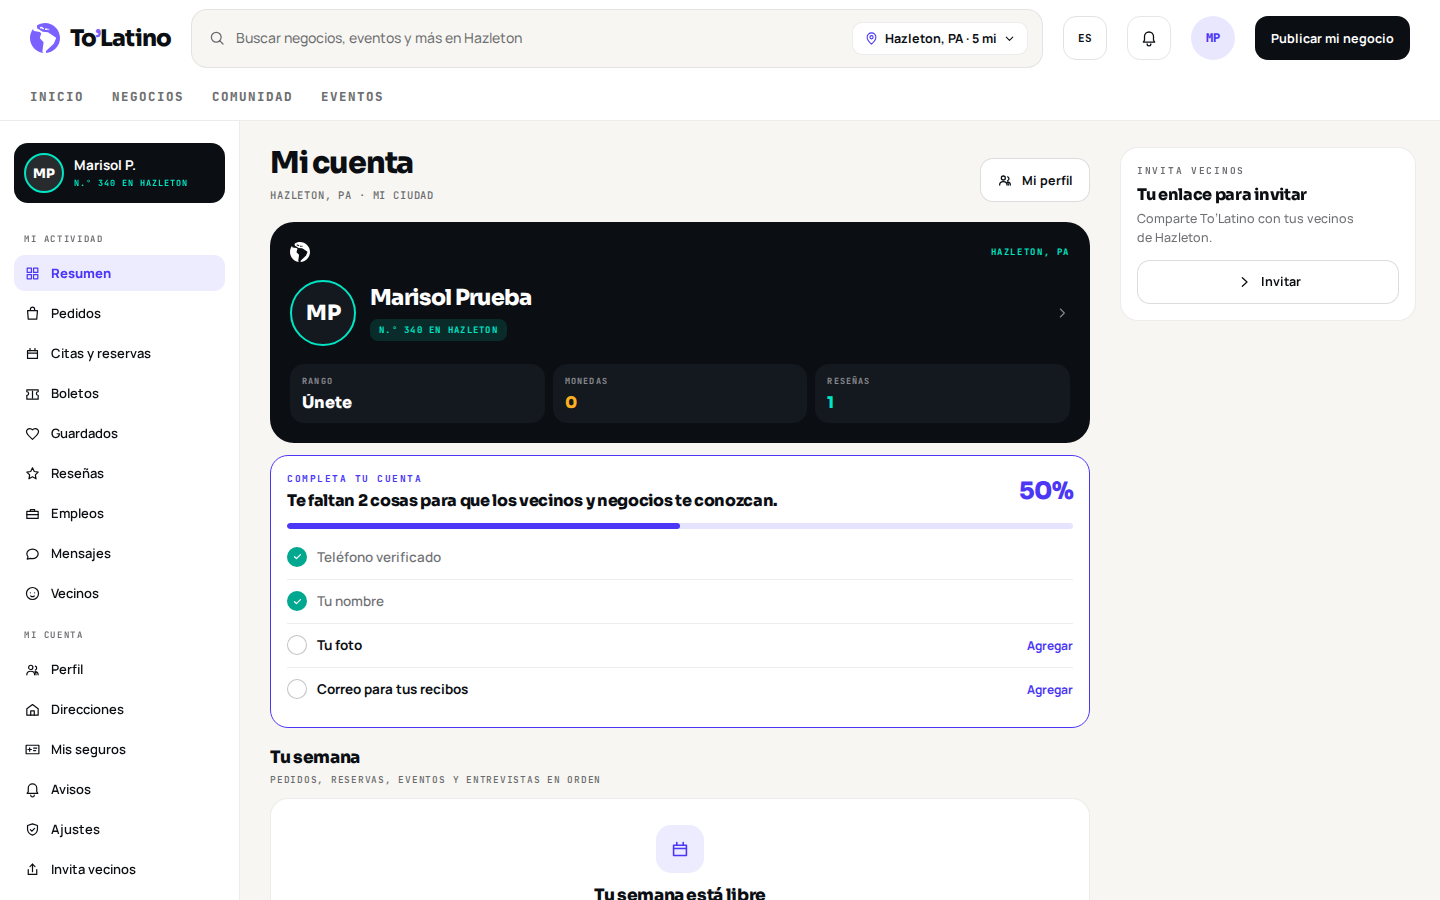 To'Latino
Buscar negocios, eventos y más en Hazleton
Hazleton, PA · 5 mi
ES
MP
Publicar mi negocio
INICIO
NEGOCIOS
COMUNIDAD
EVENTOS
MP
Marisol P.
N.° 340 EN HAZLETON
MI ACTIVIDAD
Resumen
Pedidos
Citas y reservas
Boletos
Guardados
Reseñas
Empleos
Mensajes
Vecinos
MI CUENTA
Perfil
Direcciones
Mis seguros
Avisos
Ajustes
Invita vecinos
Mi cuenta
HAZLETON, PA · MI CIUDAD
Mi perfil
HAZLETON, PA
MP
Marisol Prueba
N.° 340 EN HAZLETON
RANGO
Únete
MONEDAS
0
RESEÑAS
1
COMPLETA TU CUENTA
Te faltan 2 cosas para que los vecinos y negocios te conozcan.
50%
Teléfono verificado
Tu nombre
Tu foto
Agregar
Correo para tus recibos
Agregar
Tu semana
PEDIDOS, RESERVAS, EVENTOS Y ENTREVISTAS EN ORDEN
Tu semana está libre
INVITA VECINOS
Tu enlace para invitar
Comparte To'Latino con tus vecinos
de Hazleton.
Invitar